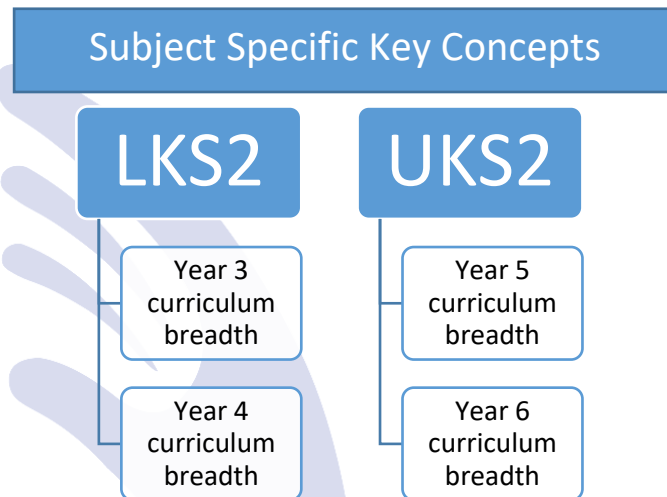 Subject Specific Key Concepts
LKS2
Year 3
curriculum
breadth
Year 4
curriculum
breadth
UKS2
Year 5
curriculum
breadth
Year 6
curriculum
breadth